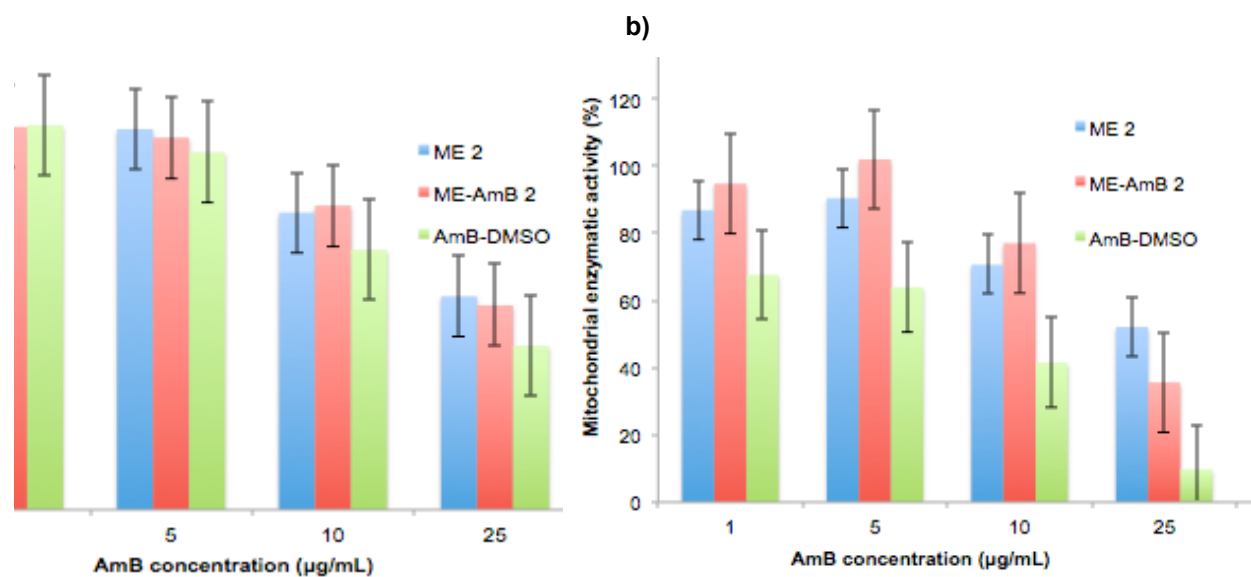 b)
ME 2
ME-AmB 2
AmB-DMSO
5 10 25
AmB concentration (µg/mL)
Mitochondrial enzymatic activity (%)
120
100
80
60
40
20
0
ME 2
ME-AmB 2
AmB-DMSO
1 5 10 25
AmB concentration (µg/mL)